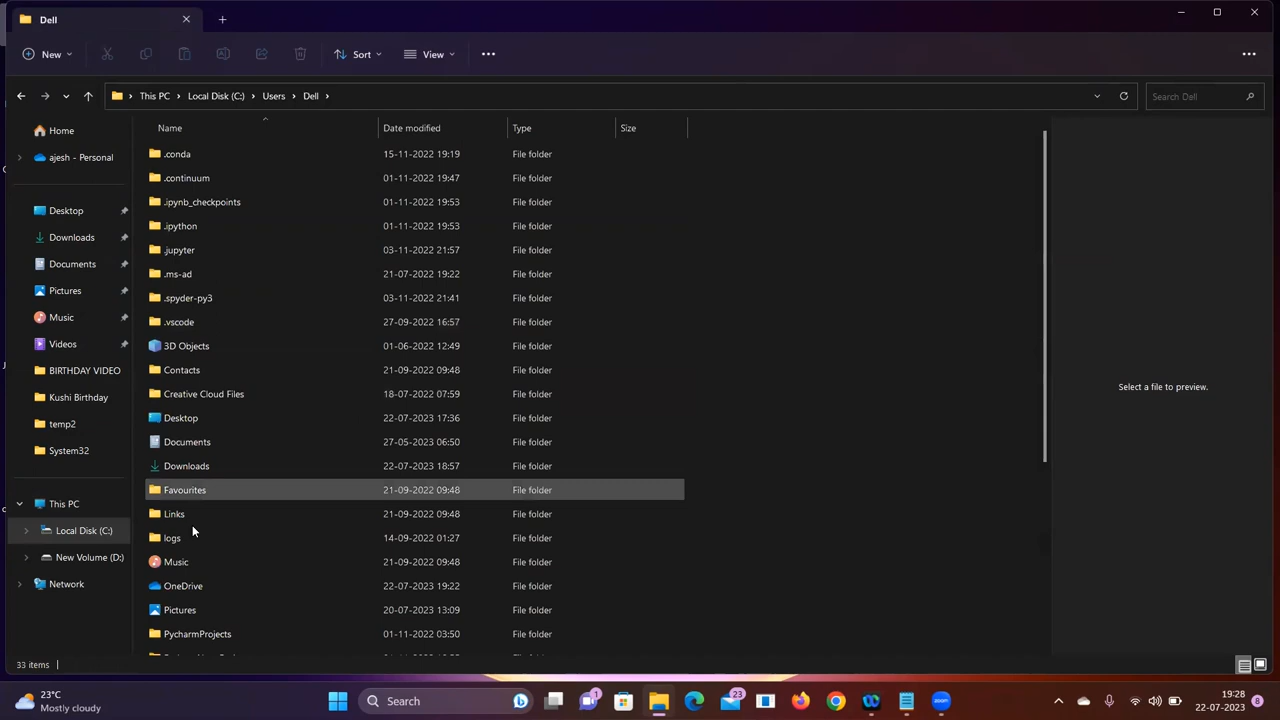 Dell
New
Sort
View
This PC
Local Disk (C:)
Users
Dell
Search Dell
Home
ajesh - Personal
Desktop
Downloads
Documents
Pictures
Music
Videos
BIRTHDAY VIDEO
Kushi Birthday
temp2
System32
This PC
Local Disk (C:)
New Volume (D:)
Network
Name Date modified Type Size
.conda 15-11-2022 19:19 File folder
.continuum 01-11-2022 19:47 File folder
.ipynb_checkpoints 01-11-2022 19:53 File folder
.ipython 01-11-2022 19:53 File folder
.jupyter 03-11-2022 21:57 File folder
.ms-ad 21-07-2022 19:22 File folder
.spyder-py3 03-11-2022 21:41 File folder
.vscode 27-09-2022 16:57 File folder
3D Objects 01-06-2022 12:49 File folder
Contacts 21-09-2022 09:48 File folder
Creative Cloud Files 18-07-2022 07:59 File folder
Desktop 22-07-2023 17:36 File folder
Documents 27-05-2023 06:50 File folder
Downloads 22-07-2023 18:57 File folder
Favourites 21-09-2022 09:48 File folder
Links 21-09-2022 09:48 File folder
logs 14-09-2022 01:27 File folder
Music 21-09-2022 09:48 File folder
OneDrive 22-07-2023 19:22 File folder
Pictures 20-07-2023 13:09 File folder
PycharmProjects 01-11-2022 03:50 File folder
Select a file to preview.
33 items
23°C
Mostly cloudy
Search
1
23
zoom
19:28
22-07-2023
8